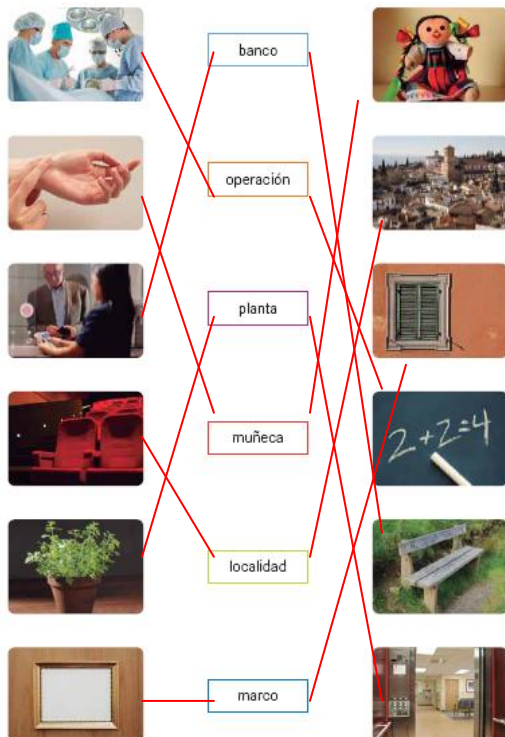 banco
operación
planta
muñeca
2+2=4
localidad
marco